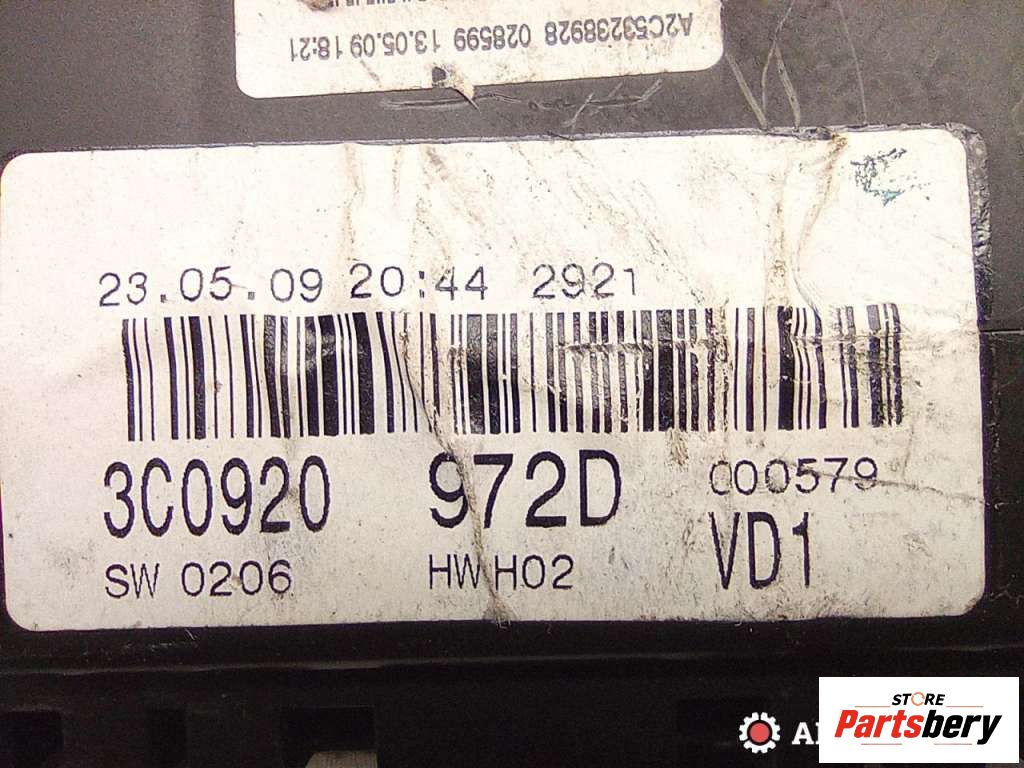 A2C53238928 028599 13.05.09 18:21
23.05.09 20:44 2921
3C0920 972D 000579
SW 0206 HW H02 VD1
STORE
Partsbery